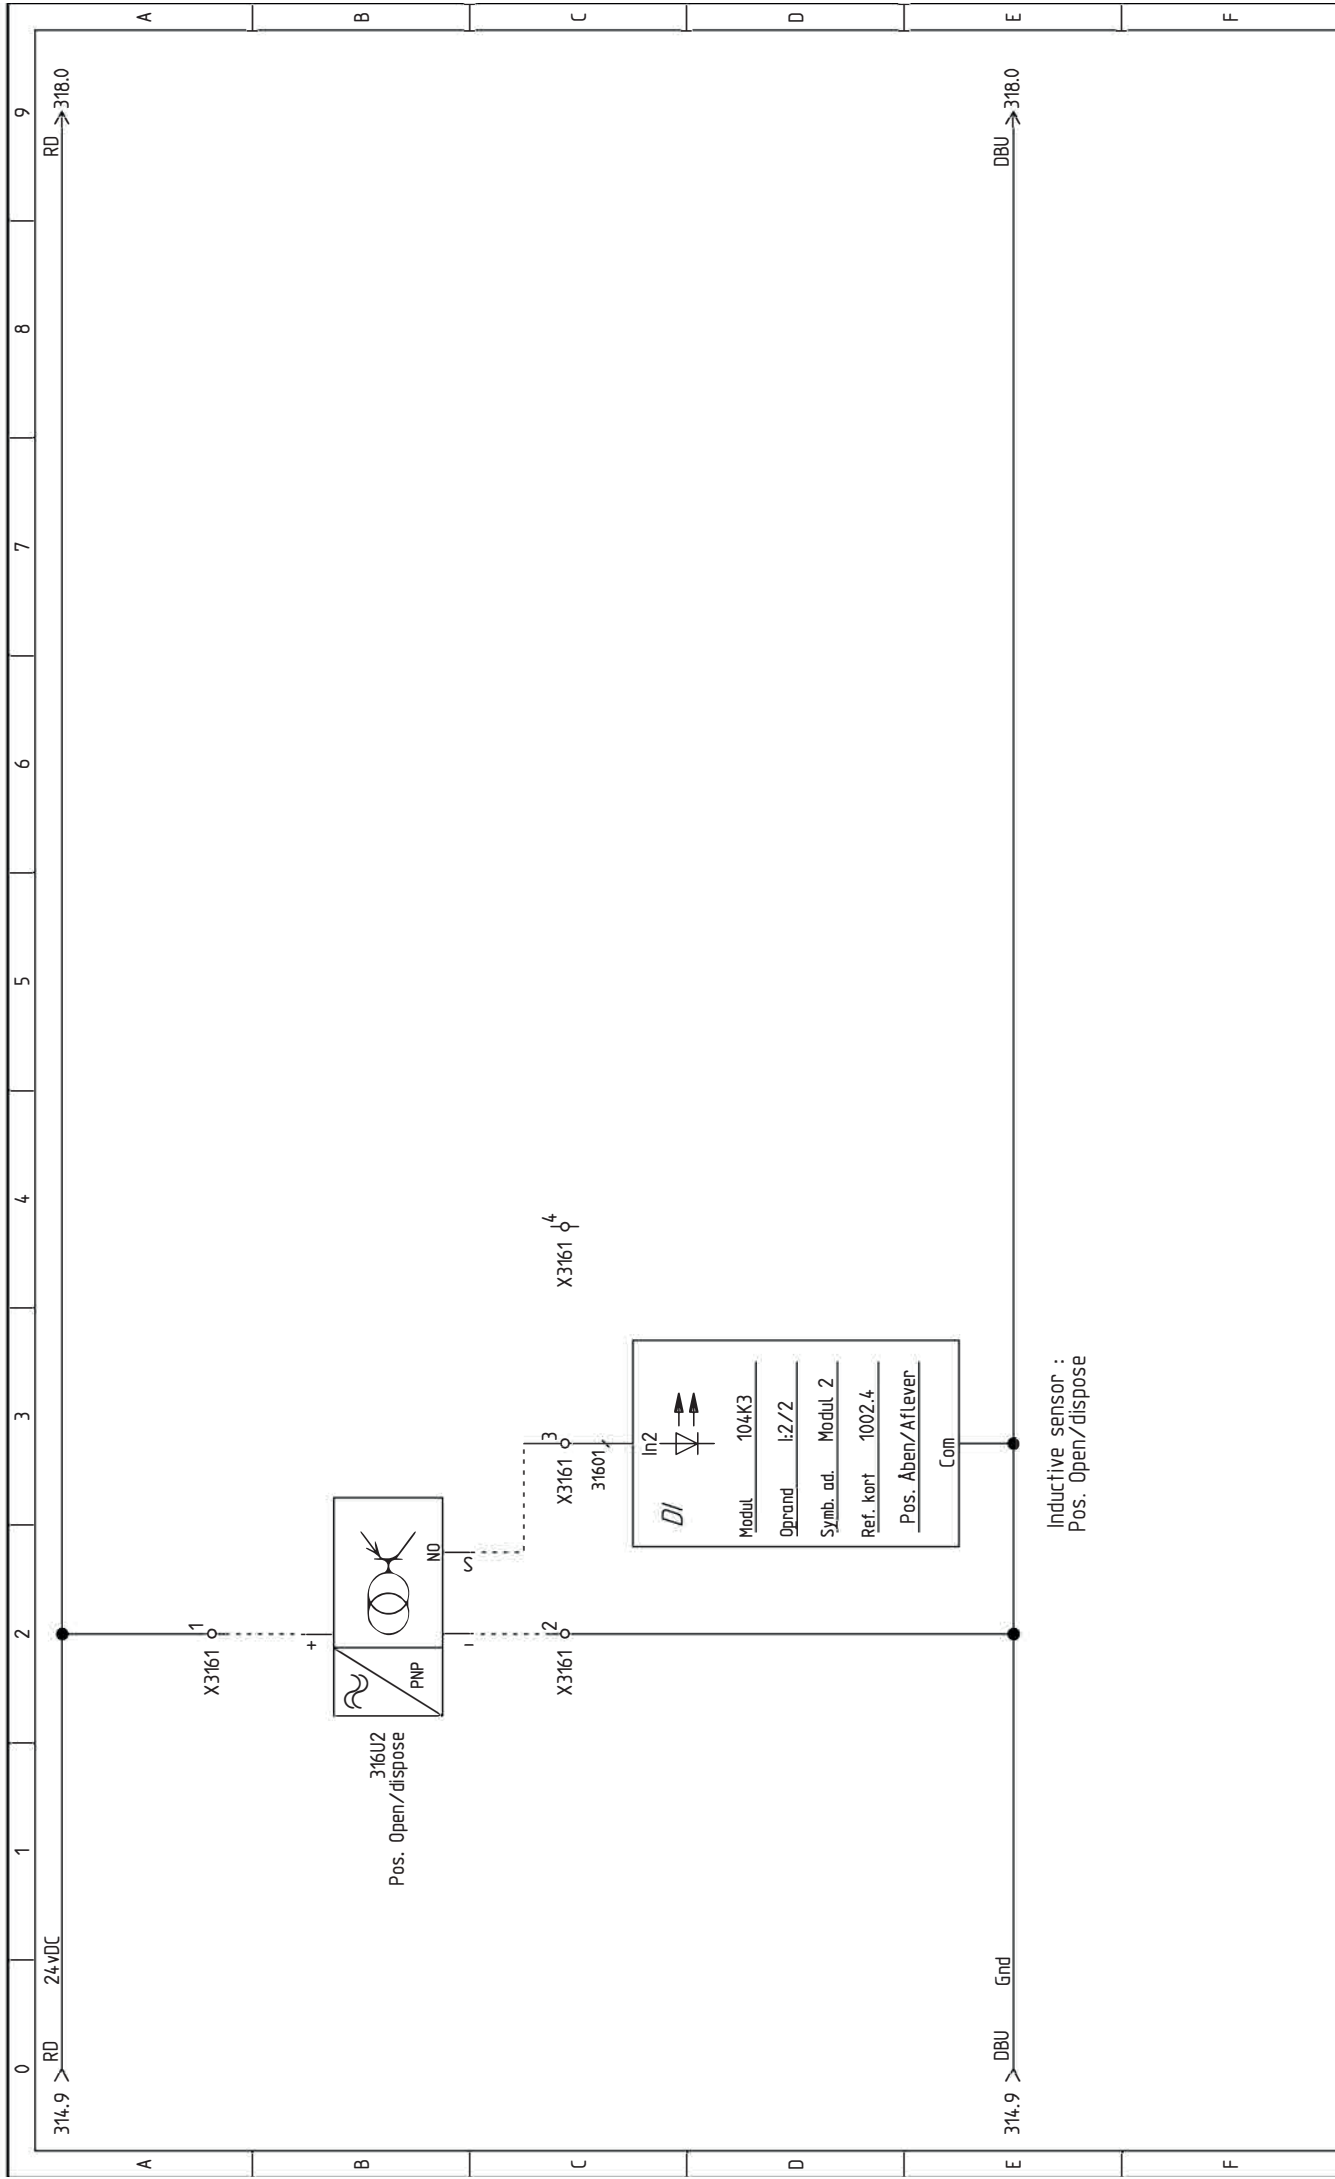 0 1 2 3 4 5 6 7 8 9
A A
314.9 RD 24vDC RD 318.0
X3161 1
B B
316U2
Pos. Open/dispose
+
PNP
NO
- S
C C
X3161 2
X3161 3
X3161 4
31601
DI In2
D D
Modul 104K3
Oprand I:2/2
Symb. ad. Modul 2
Ref. kort 1002.4
Pos. Åben/Aflever
Com
E E
314.9 DBU Gnd DBU 318.0
Inductive sensor :
Pos. Open/dispose
F F